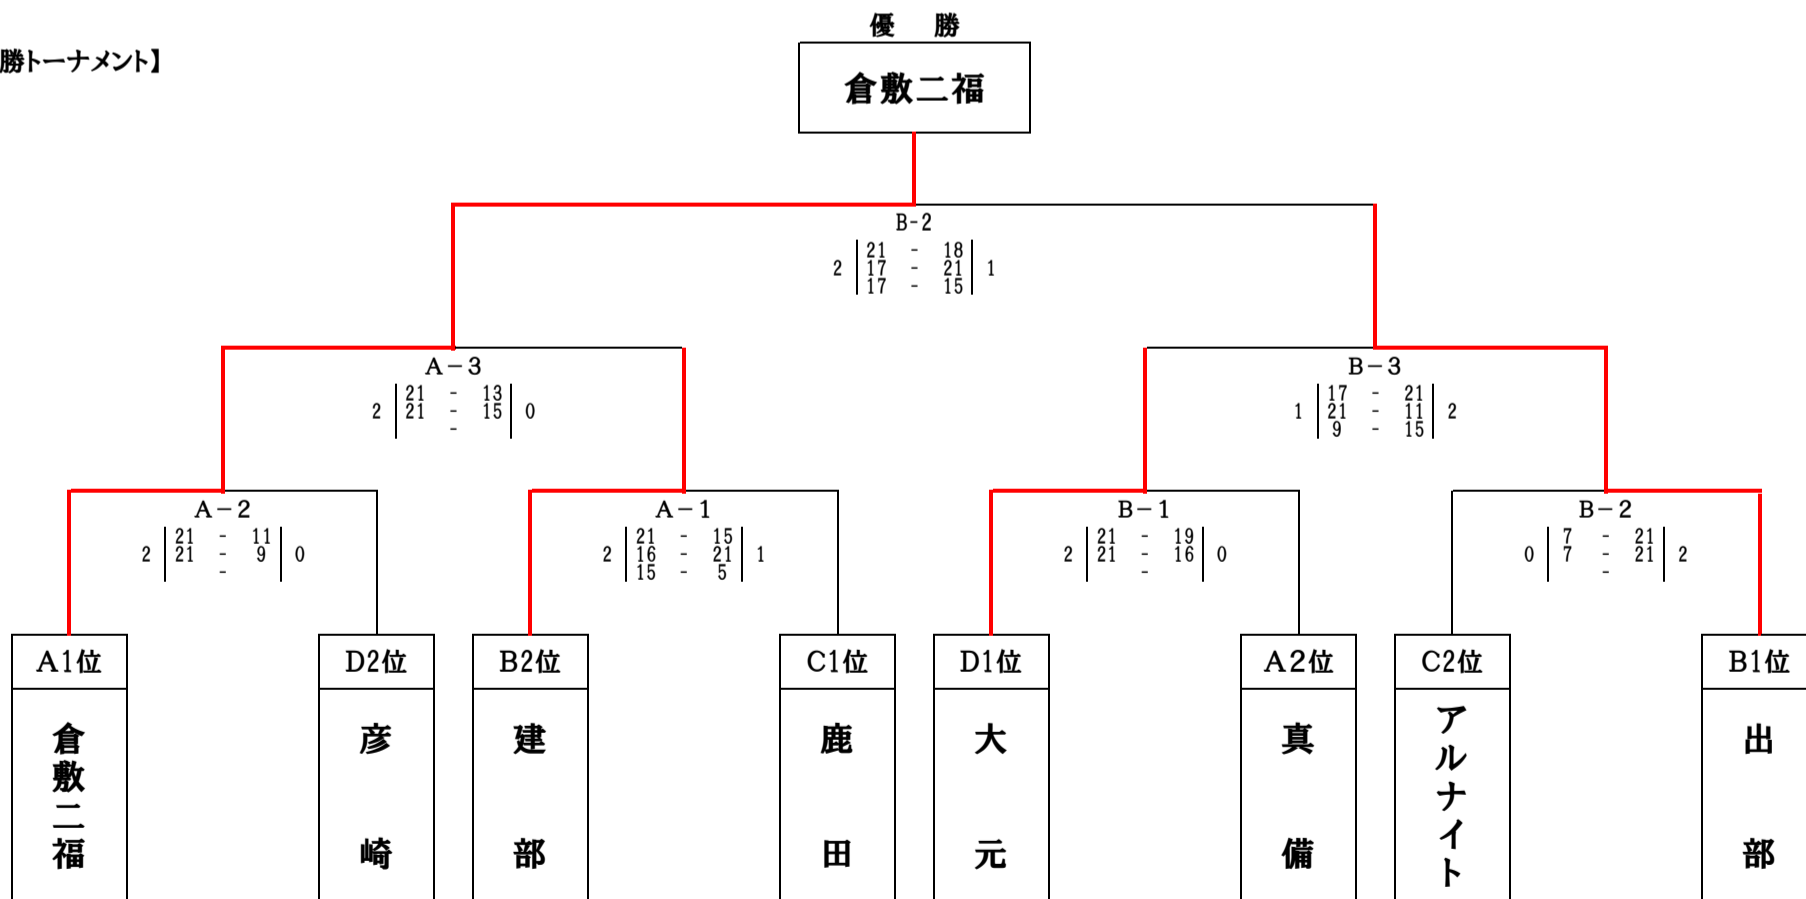 優 勝
勝トーナメント】
倉敷二福
B-2
21 - 18
2 17 - 21 1
17 - 15
A－3
21 - 13
2 21 - 15 0
-
B－3
17 - 21
1 21 - 11 2
9 - 15
A－2
21 - 11
2 21 - 9 0
-
A－1
21 - 15
2 16 - 21 1
15 - 5
B－1
21 - 19
2 21 - 16 0
-
B－2
7 - 21
0 7 - 21 2
-
A1位
D2位
B2位
C1位
D1位
A2位
C2位
B1位
倉敷二福
彦崎
建部
鹿田
大元
真備
アルナイト
出部